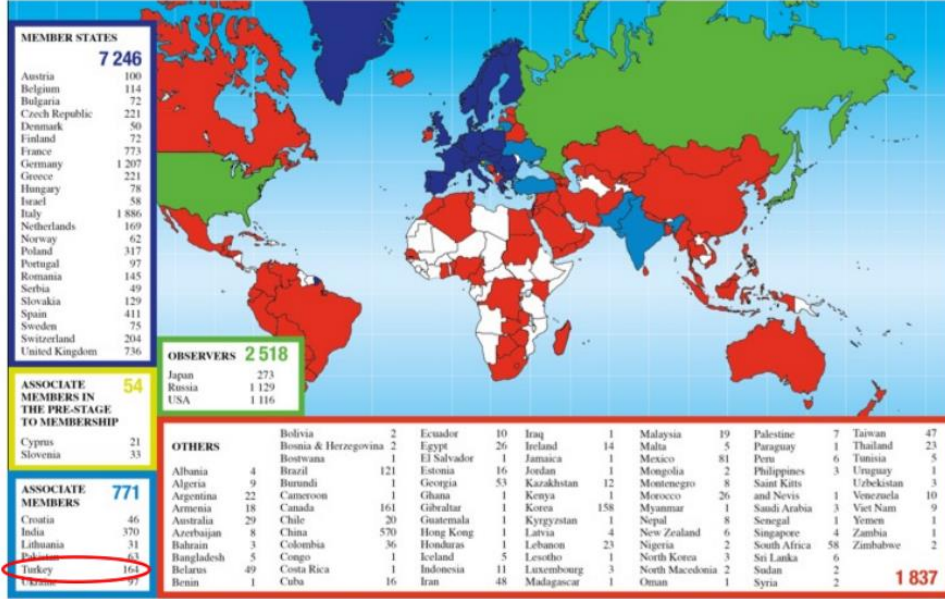 MEMBER STATES
7 246
Austria 100
Belgium 114
Bulgaria 72
Czech Republic 221
Denmark 50
Finland 72
France 773
Germany 1 207
Greece 221
Hungary 78
Israel 58
Italy 1 886
Netherlands 169
Norway 62
Poland 317
Portugal 97
Romania 145
Serbia 49
Slovakia 129
Spain 411
Sweden 75
Switzerland 204
United Kingdom 736
ASSOCIATE 54
MEMBERS IN
THE PRE-STAGE
TO MEMBERSHIP
Cyprus 21
Slovenia 33
ASSOCIATE 771
MEMBERS
Croatia 46
India 370
Lithuania 31
Pakistan 63
Turkey 164
Ukraine 97
OBSERVERS 2 518
Japan 273
Russia 1 129
USA 1 116
OTHERS
Albania 4
Algeria 9
Argentina 22
Armenia 18
Australia 29
Azerbaijan 8
Bahrain 3
Bangladesh 5
Belarus 49
Benin 1
Bolivia 2
Bosnia & Herzegovina 2
Bostwana 1
Brazil 121
Burundi 1
Cameroon 1
Canada 161
Chile 20
China 570
Colombia 36
Congo 1
Costa Rica 1
Cuba 16
Ecuador 10
Egypt 26
El Salvador 1
Estonia 16
Georgia 53
Ghana 1
Gibraltar 1
Guatemala 1
Hong Kong 1
Honduras 1
Iceland 5
Indonesia 11
Iran 48
Iraq 1
Ireland 14
Jamaica 1
Jordan 1
Kazakhstan 12
Kenya 1
Korea 158
Kyrgyzstan 1
Latvia 4
Lebanon 23
Lesotho 1
Luxembourg 3
Madagascar 1
Malaysia 19
Malta 5
Mexico 81
Mongolia 2
Montenegro 8
Morocco 26
Myanmar 1
Nepal 8
New Zealand 6
Nigeria 2
North Korea 3
North Macedonia 2
Oman 1
Palestine 7
Paraguay 1
Peru 6
Philippines 3
Saint Kitts
and Nevis 1
Saudi Arabia 3
Senegal 1
Singapore 4
South Africa 58
Sri Lanka 6
Sudan 2
Syria 2
Taiwan 47
Thailand 23
Tunisia 5
Uruguay 1
Uzbekistan 3
Venezuela 10
Viet Nam 9
Yemen 1
Zambia 1
Zimbabwe 2
1 837